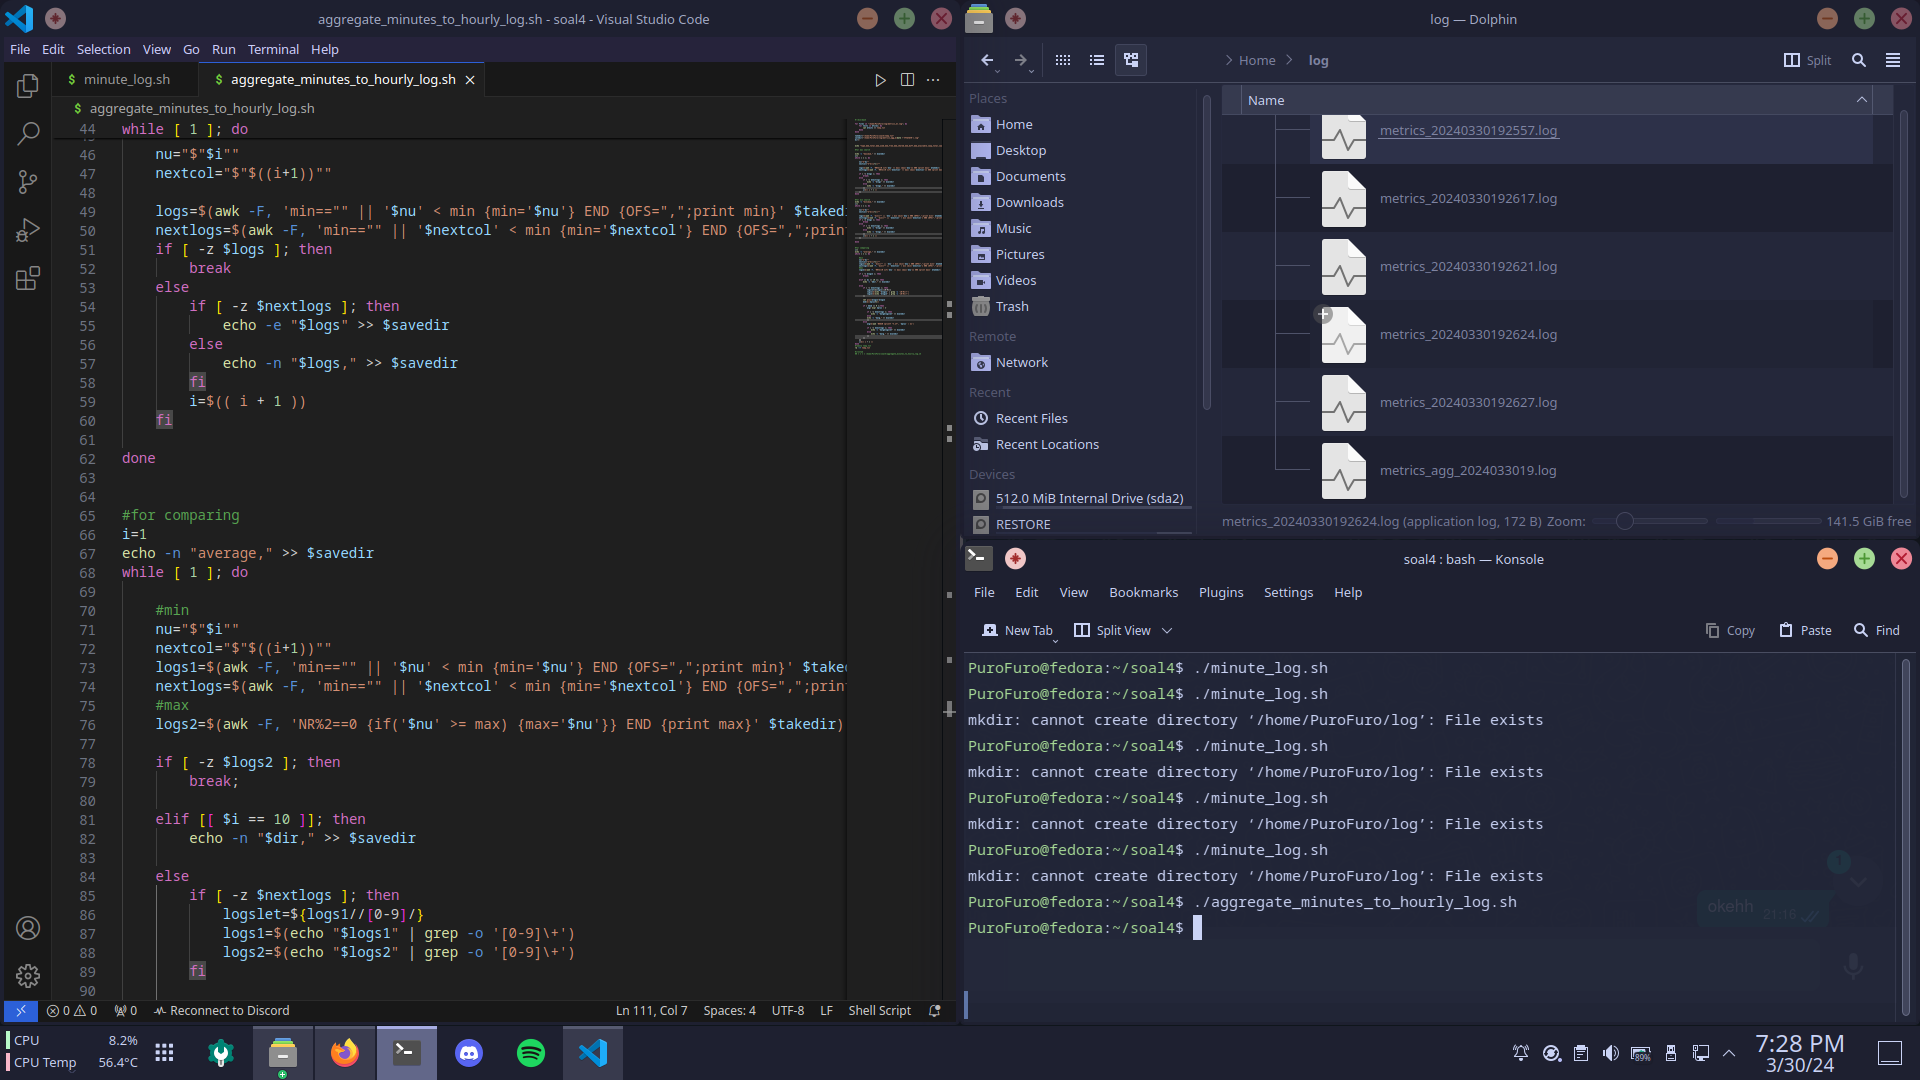 aggregate_minutes_to_hourly_log.sh - soal4 - Visual Studio Code
File Edit Selection View Go Run Terminal Help
$ minute_log.sh
$ aggregate_minutes_to_hourly_log.sh
$ aggregate_minutes_to_hourly_log.sh
44 while [ 1 ]; do
46 nu="$"$i""
47 nextcol="$"$((i+1))""
48
49 logs=$(awk -F, 'min=="" || '$nu' < min {min='$nu'} END {OFS=",";print min}' $takedi
50 nextlogs=$(awk -F, 'min=="" || '$nextcol' < min {min='$nextcol'} END {OFS=",";prin
51 if [ -z $logs ]; then
52 break
53 else
54 if [ -z $nextlogs ]; then
55 echo -e "$logs" >> $savedir
56 else
57 echo -n "$logs," >> $savedir
58 fi
59 i=$(( i + 1 ))
60 fi
61
62 done
63
64
65 #for comparing
66 i=1
67 echo -n "average," >> $savedir
68 while [ 1 ]; do
69
70 #min
71 nu="$"$i""
72 nextcol="$"$((i+1))""
73 logs1=$(awk -F, 'min=="" || '$nu' < min {min='$nu'} END {OFS=",";print min}' $taked
74 nextlogs=$(awk -F, 'min=="" || '$nextcol' < min {min='$nextcol'} END {OFS=",";prin
75 #max
76 logs2=$(awk -F, 'NR%2==0 {if('$nu' >= max) {max='$nu'}} END {print max}' $takedir)
77
78 if [ -z $logs2 ]; then
79 break;
80
81 elif [[ $i == 10 ]]; then
82 echo -n "$dir," >> $savedir
83
84 else
85 if [ -z $nextlogs ]; then
86 logslet=${logs1//[0-9]/}
87 logs1=$(echo "$logs1" | grep -o '[0-9]\+')
88 logs2=$(echo "$logs2" | grep -o '[0-9]\+')
89 fi
90
0 0 0 Reconnect to Discord Ln 111, Col 7 Spaces: 4 UTF-8 LF Shell Script
log — Dolphin
Home log Split
Places
Home
Desktop
Documents
Downloads
Music
Pictures
Videos
Trash
Remote
Network
Recent
Recent Files
Recent Locations
Devices
512.0 MiB Internal Drive (sda2)
RESTORE
Name
metrics_20240330192557.log
metrics_20240330192617.log
metrics_20240330192621.log
metrics_20240330192624.log
metrics_20240330192627.log
metrics_agg_2024033019.log
metrics_20240330192624.log (application log, 172 B) Zoom: 141.5 GiB free
soal4 : bash — Konsole
File Edit View Bookmarks Plugins Settings Help
New Tab Split View Copy Paste Find
PuroFuro@fedora:~/soal4$ ./minute_log.sh
PuroFuro@fedora:~/soal4$ ./minute_log.sh
mkdir: cannot create directory ‘/home/PuroFuro/log’: File exists
PuroFuro@fedora:~/soal4$ ./minute_log.sh
mkdir: cannot create directory ‘/home/PuroFuro/log’: File exists
PuroFuro@fedora:~/soal4$ ./minute_log.sh
mkdir: cannot create directory ‘/home/PuroFuro/log’: File exists
PuroFuro@fedora:~/soal4$ ./minute_log.sh
mkdir: cannot create directory ‘/home/PuroFuro/log’: File exists
PuroFuro@fedora:~/soal4$ ./aggregate_minutes_to_hourly_log.sh
PuroFuro@fedora:~/soal4$
1
okehh 21:16
CPU 8.2%
CPU Temp 56.4°C
89%
7:28 PM
3/30/24